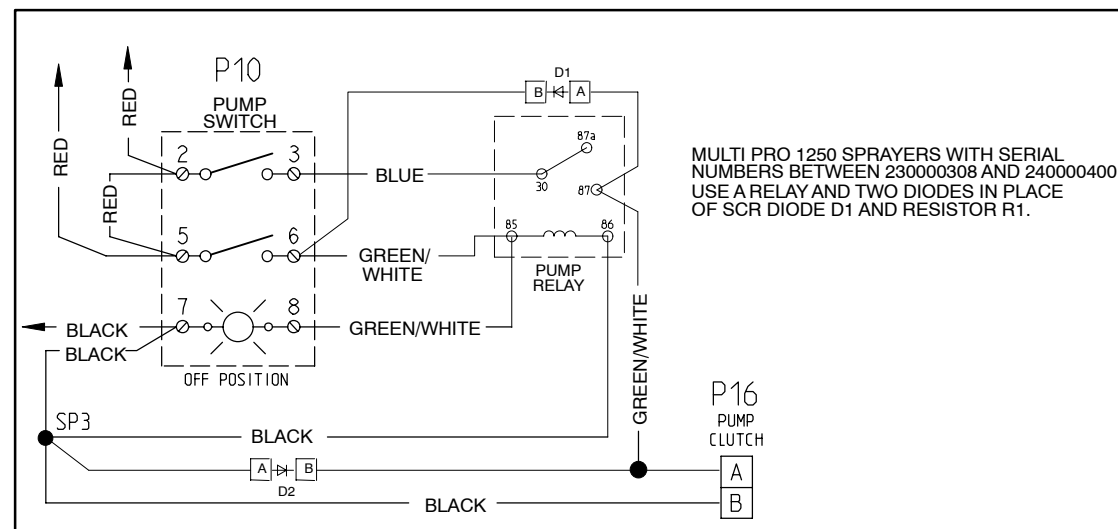 P10
PUMP
SWITCH
RED
RED
RED
2
3
5
6
7
8
BLUE
GREEN/
WHITE
BLACK
BLACK
GREEN/WHITE
OFF POSITION
D1
B
A
87a
30
87
85
86
PUMP
RELAY
MULTI PRO 1250 SPRAYERS WITH SERIAL
NUMBERS BETWEEN 230000308 AND 240000400
USE A RELAY AND TWO DIODES IN PLACE
OF SCR DIODE D1 AND RESISTOR R1.
GREEN/WHITE
SP3
BLACK
A
B
D2
BLACK
P16
PUMP
CLUTCH
A
B